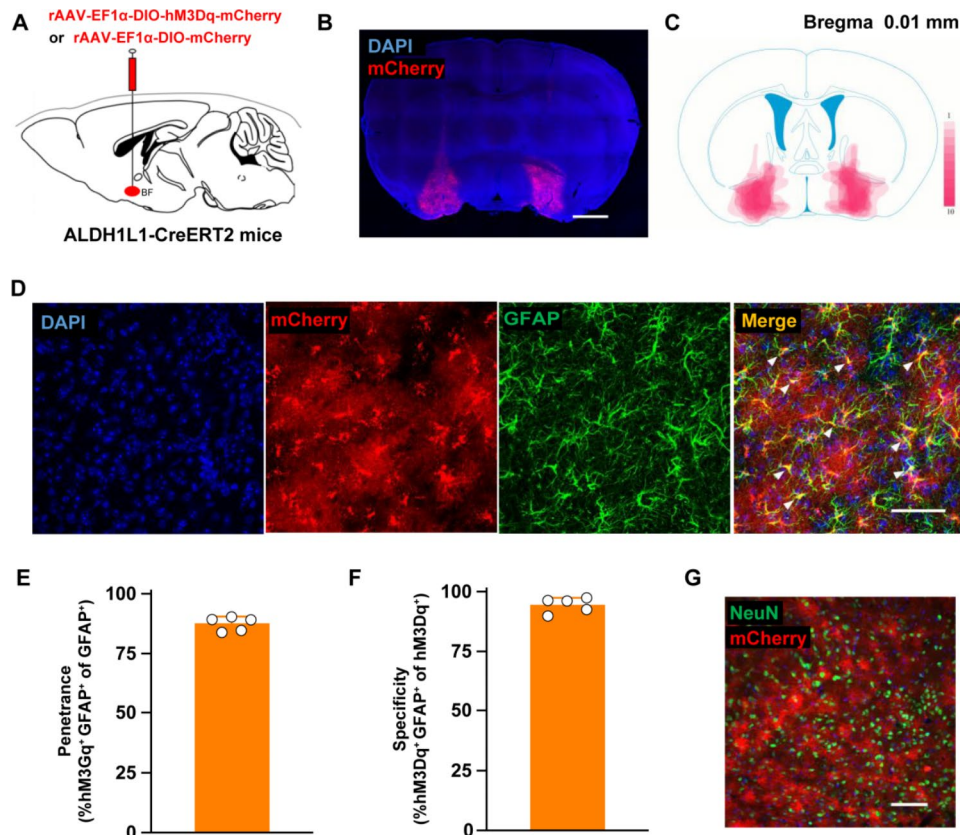 A
rAAV-EF1α-DIO-hM3Dq-mCherry
or rAAV-EF1α-DIO-mCherry
BF
ALDH1L1-CreERT2 mice
B
DAPI
mCherry
C
Bregma 0.01 mm
1
10
D
DAPI
mCherry
GFAP
Merge
E
Penetrance
(%hM3Gq⁺ GFAP⁺ of GFAP⁺)
100
75
50
25
0
F
Specificity
(%hM3Dq⁺ GFAP⁺ of hM3Dq⁺)
100
75
50
25
0
G
NeuN
mCherry